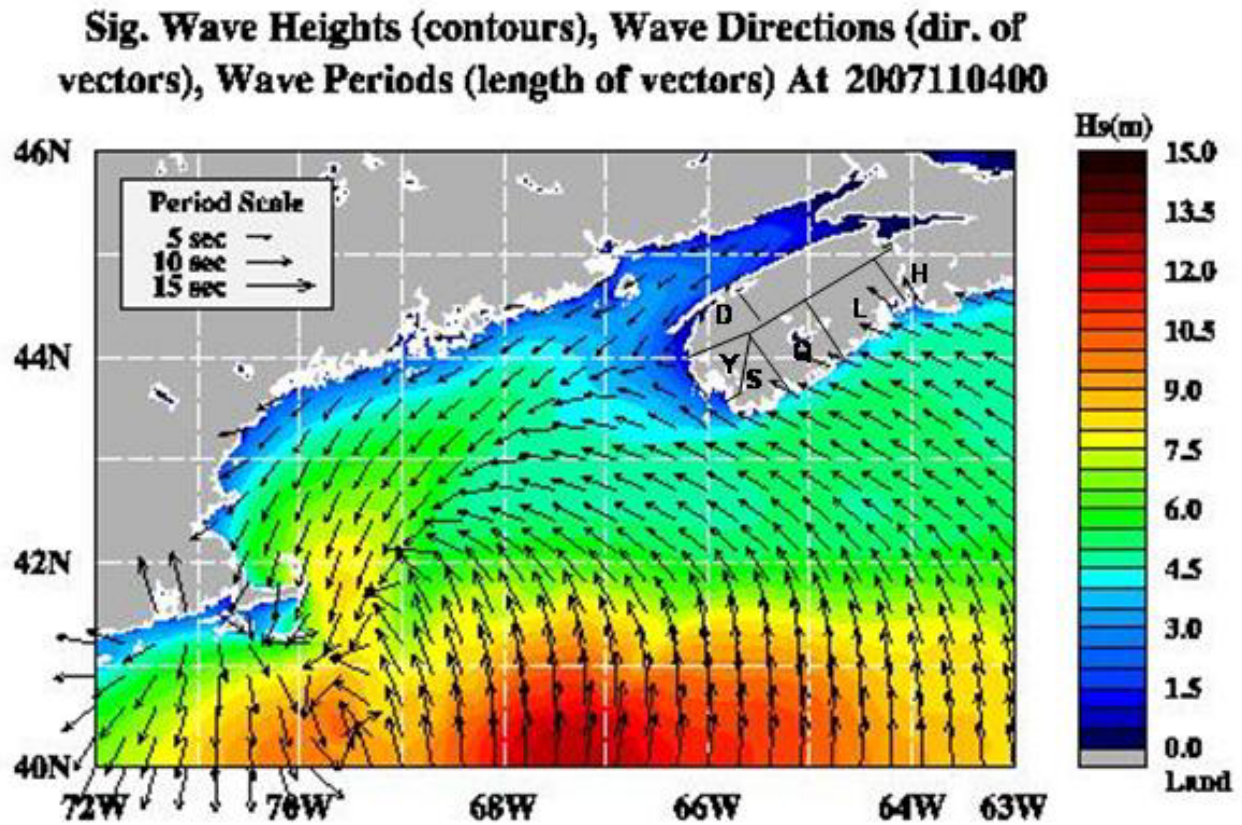 Sig. Wave Heights (contours), Wave Directions (dir. of
vectors), Wave Periods (length of vectors) At 2007110400
Hs(m)
46N
15.0
Period Scale
5 sec
10 sec
15 sec
13.5
12.0
H
D
L
10.5
44N
Q
Y
S
9.0
7.5
6.0
42N
4.5
3.0
1.5
40N
0.0
Land
72W 70W 68W 66W 64W 63W